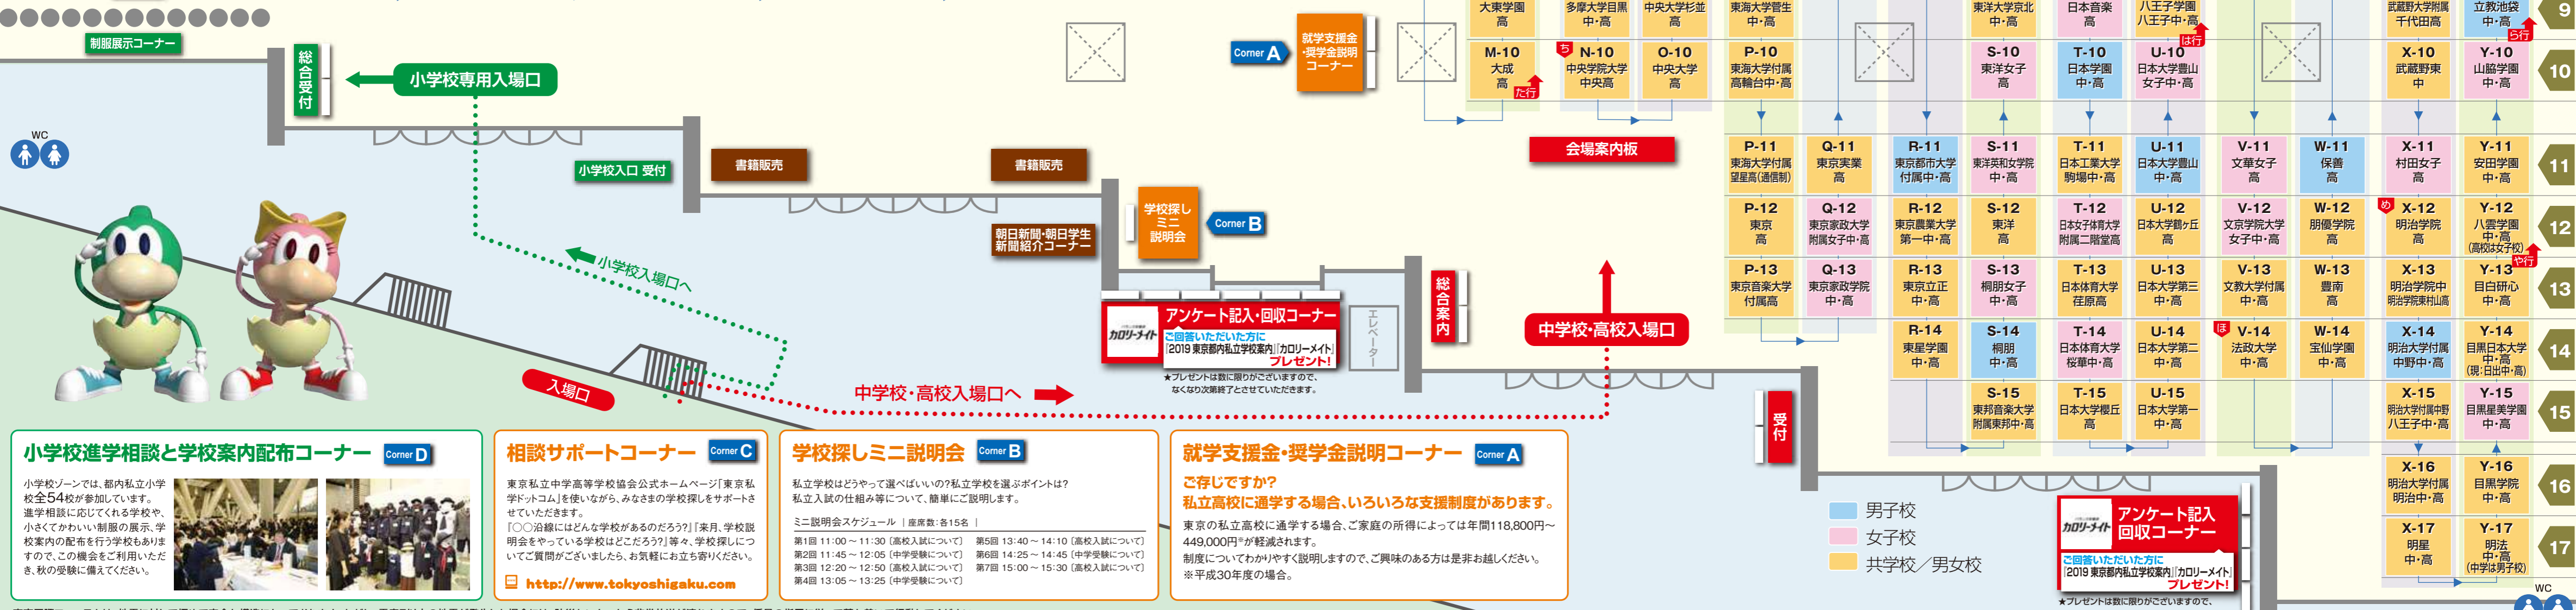 制服展示コーナー
総合受付
小学校専用入場口
WC
小学校入口 受付
書籍販売
書籍販売
朝日新聞・朝日学生
新聞紹介コーナー
学校探し
ミニ
説明会
Corner B
Corner A
就学支援金
・奨学金説明
コーナー
会場案内板
小学校入場口へ
入場口
中学校・高校入場口へ
アンケート記入・回収コーナー
カロリーメイト
ご回答いただいた方に
『2019 東京都内私立学校案内』『カロリーメイト』
プレゼント!
★プレゼントは数に限りがございますので、
なくなり次第終了とさせていただきます。
エレベーター
総合案内
中学校・高校入場口
受付
大東学園
高
多摩大学目黒
中・高
中央大学杉並
高
東海大学菅生
中・高
東洋大学京北
中・高
日本音楽
高
八王子学園
八王子中・高
は行
武蔵野大学附属
千代田高
立教池袋
中・高
ら行
9
M-10
大成
高
た行
ち
N-10
中央学院大学
中央高
O-10
中央大学
高
P-10
東海大学付属
高輪台中・高
S-10
東洋女子
高
T-10
日本学園
中・高
U-10
日本大学豊山
女子中・高
X-10
武蔵野東
中
Y-10
山脇学園
中・高
10
P-11
東海大学付属
望星高(通信制)
Q-11
東京実業
高
R-11
東京都市大学
付属中・高
S-11
東洋英和女学院
中・高
T-11
日本工業大学
駒場中・高
U-11
日本大学豊山
中・高
V-11
文華女子
高
W-11
保善
高
X-11
村田女子
高
Y-11
安田学園
中・高
11
P-12
東京
高
Q-12
東京家政大学
附属女子中・高
R-12
東京農業大学
第一中・高
S-12
東洋
高
T-12
日本女子体育大学
附属二階堂高
U-12
日本大学鶴ヶ丘
高
V-12
文京学院大学
女子中・高
W-12
朋優学院
高
め
X-12
明治学院
高
Y-12
八雲学園
中・高
(高校は女子校)
や行
12
P-13
東京音楽大学
付属高
Q-13
東京家政学院
中・高
R-13
東京立正
中・高
S-13
桐朋女子
中・高
T-13
日本体育大学
荏原高
U-13
日本大学第三
中・高
V-13
文教大学付属
中・高
W-13
豊南
高
X-13
明治学院中
明治学院東村山高
Y-13
目白研心
中・高
13
R-14
東星学園
中・高
S-14
桐朋
中・高
T-14
日本体育大学
桜華中・高
U-14
日本大学第二
中・高
ほ
V-14
法政大学
中・高
W-14
宝仙学園
中・高
X-14
明治大学付属
中野中・高
Y-14
目黒日本大学
中・高
(現:日出中・高)
14
S-15
東邦音楽大学
附属東邦中・高
T-15
日本大学櫻丘
高
U-15
日本大学第一
中・高
X-15
明治大学付属中野
八王子中・高
Y-15
目黒星美学園
中・高
15
X-16
明治大学付属
明治中・高
Y-16
目黒学院
中・高
16
X-17
明星
中・高
Y-17
明法
中・高
(中学は男子校)
17
男子校
女子校
共学校／男女校
カロリーメイト
アンケート記入
回収コーナー
ご回答いただいた方に
『2019 東京都内私立学校案内』『カロリーメイト』
プレゼント!
★プレゼントは数に限りがございますので、
WC
小学校進学相談と学校案内配布コーナー Corner D
小学校ゾーンでは、都内私立小学
校全54校が参加しています。
進学相談に応じてくれる学校や、
小さくてかわいい制服の展示、学
校案内の配布を行う学校もありま
すので、この機会をご利用いただ
き、秋の受験に備えてください。
相談サポートコーナー Corner C
東京私立中学高等学校協会公式ホームページ「東京私
学ドットコム」を使いながら、みなさまの学校探しをサポートさ
せていただきます。
『○○沿線にはどんな学校があるのだろう?』『来月、学校説
明会をやっている学校はどこだろう?』等々、学校探しにつ
いてご質問がございましたら、お気軽にお立ち寄りください。
http://www.tokyoshigaku.com
学校探しミニ説明会 Corner B
私立学校はどうやって選べばいいの?私立学校を選ぶポイントは?
私立入試の仕組み等について、簡単にご説明します。
ミニ説明会スケジュール ｜座席数:各15名｜
第1回 11:00～11:30〔高校入試について〕 第5回 13:40～14:10〔高校入試について〕
第2回 11:45～12:05〔中学受験について〕 第6回 14:25～14:45〔中学受験について〕
第3回 12:20～12:50〔高校入試について〕 第7回 15:00～15:30〔高校入試について〕
第4回 13:05～13:25〔中学受験について〕
就学支援金・奨学金説明コーナー Corner A
ご存じですか?
私立高校に通学する場合、いろいろな支援制度があります。
東京の私立高校に通学する場合、ご家庭の所得によっては年間118,800円～
449,000円※が軽減されます。
制度についてわかりやすく説明しますので、ご興味のある方は是非お越しください。
※平成30年度の場合。